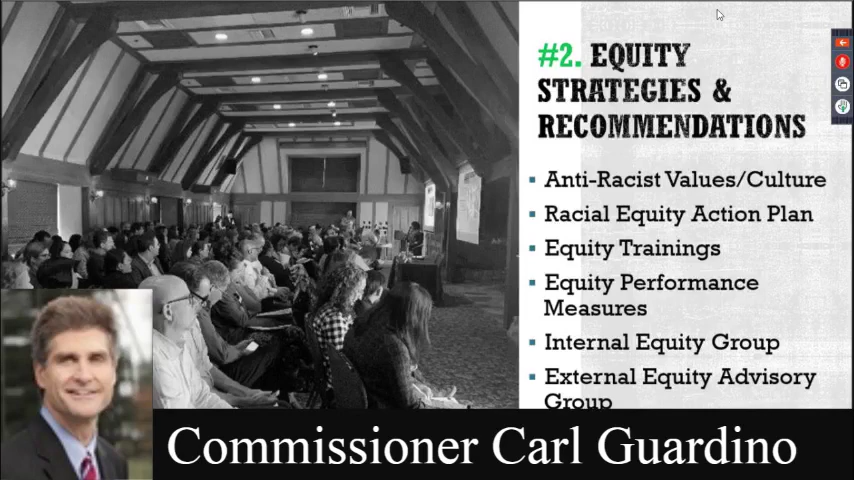 #2. EQUITY
STRATEGIES &
RECOMMENDATIONS
▪ Anti-Racist Values/Culture
▪ Racial Equity Action Plan
▪ Equity Trainings
▪ Equity Performance
Measures
▪ Internal Equity Group
▪ External Equity Advisory
Group
Commissioner Carl Guardino